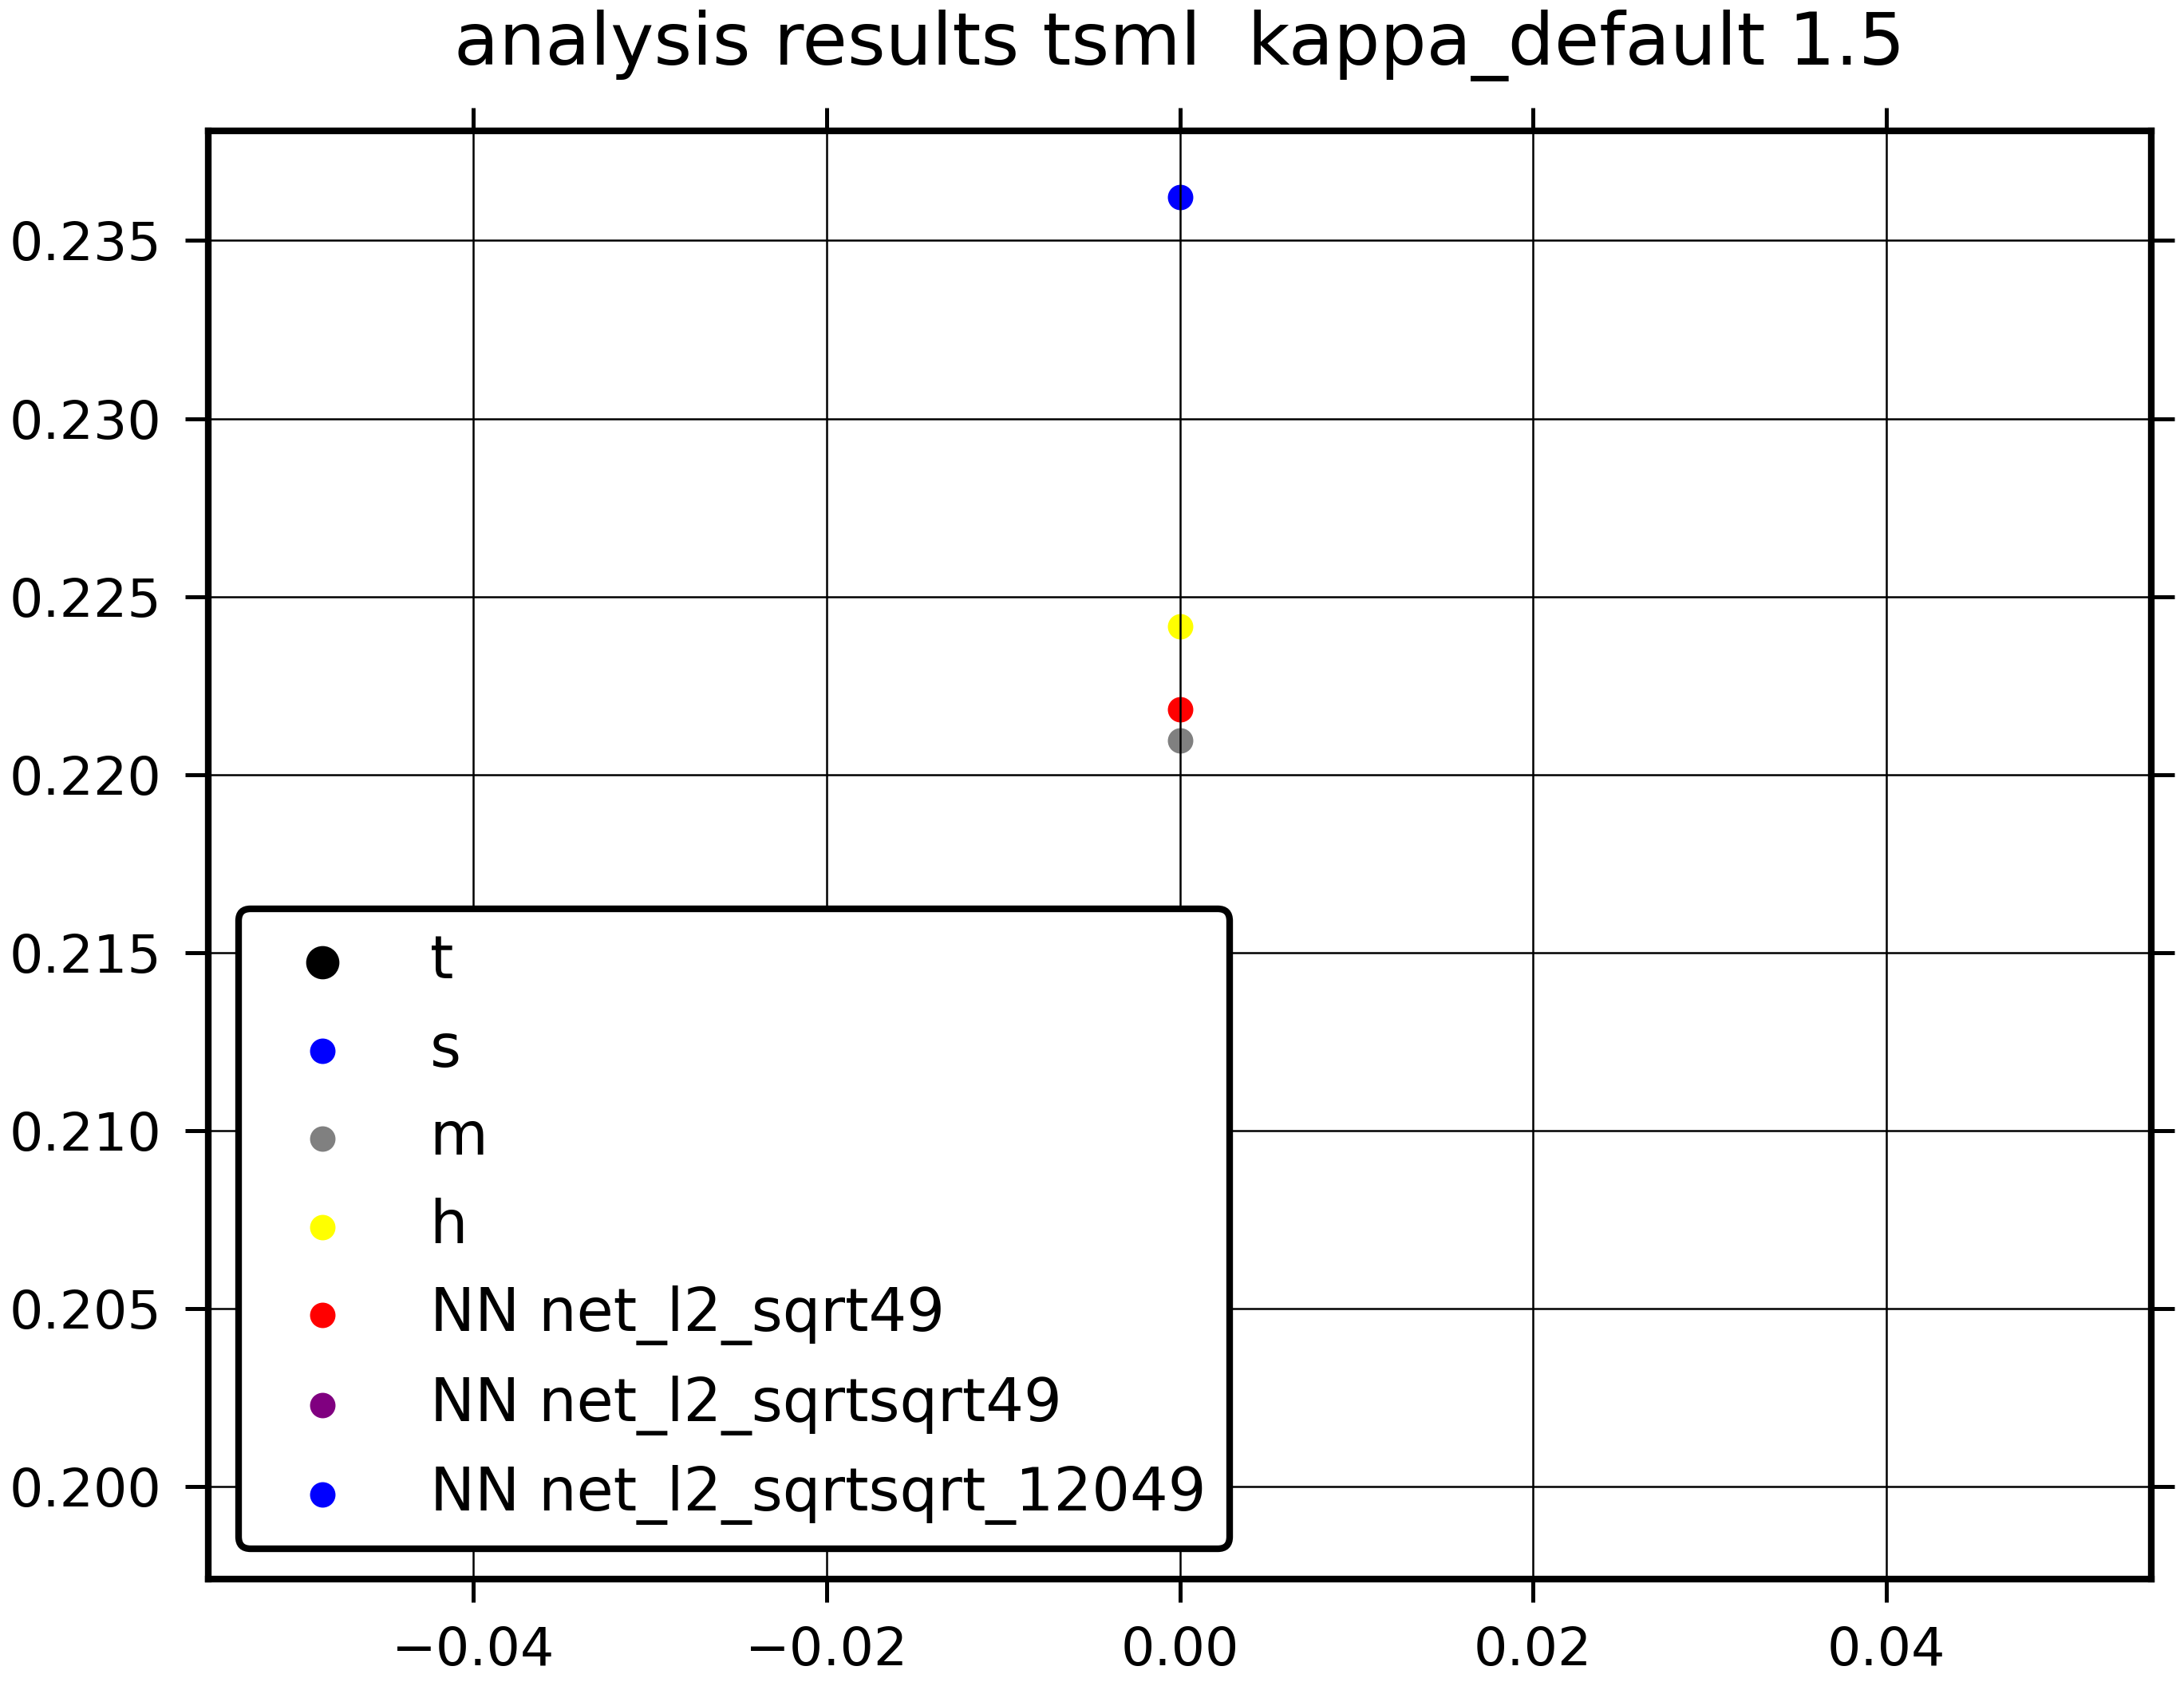 analysis results tsml  kappa_default 1.5
0.235
0.230
0.225
0.220
0.215
0.210
0.205
0.200
t
s
m
h
NN net_l2_sqrt49
NN net_l2_sqrtsqrt49
NN net_l2_sqrtsqrt_12049
−0.04 −0.02 0.00 0.02 0.04